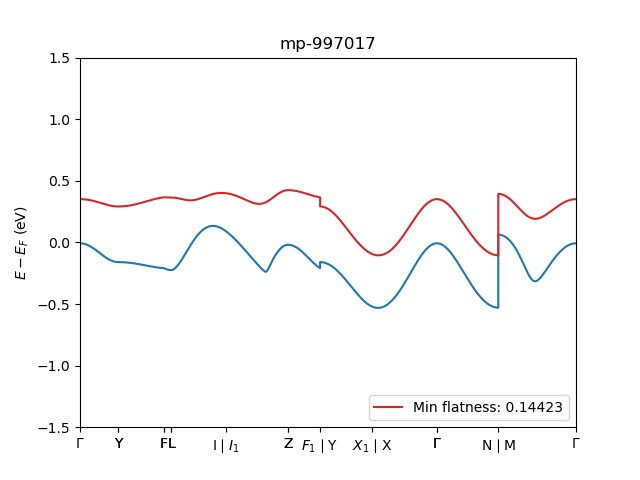 mp-997017
E − E_F (eV)
1.5
1.0
0.5
0.0
−0.5
−1.0
−1.5
Min flatness: 0.14423
Γ Y F L I | I₁ Z F₁ | Y X₁ | X Γ N | M Γ